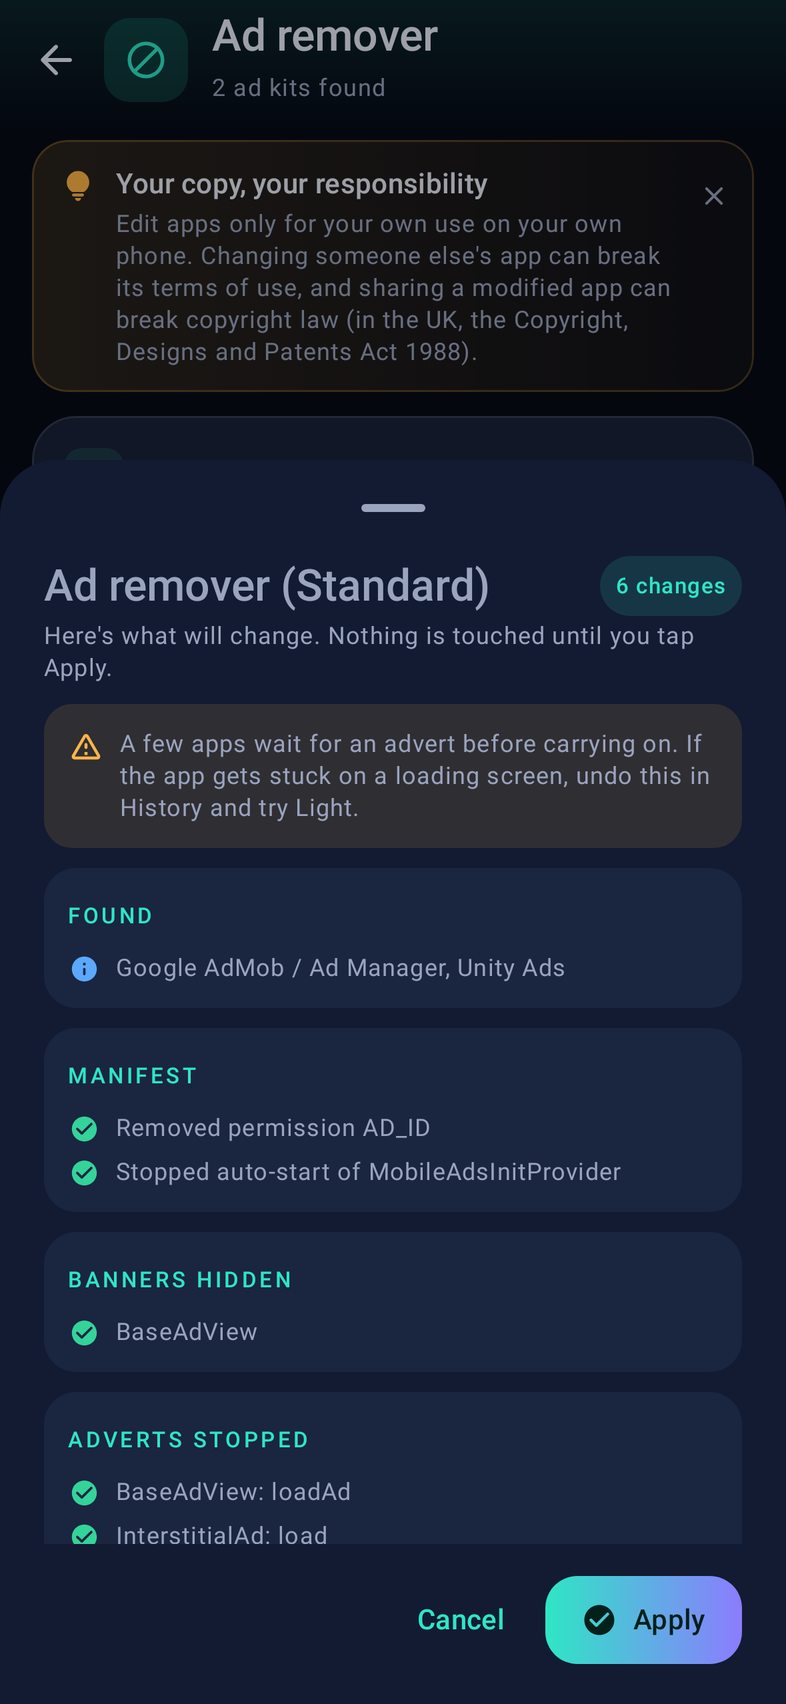 Ad remover
2 ad kits found
Your copy, your responsibility
Edit apps only for your own use on your own
phone. Changing someone else's app can break
its terms of use, and sharing a modified app can
break copyright law (in the UK, the Copyright,
Designs and Patents Act 1988).
Ad remover (Standard)
6 changes
Here's what will change. Nothing is touched until you tap
Apply.
A few apps wait for an advert before carrying on. If
the app gets stuck on a loading screen, undo this in
History and try Light.
FOUND
Google AdMob / Ad Manager, Unity Ads
MANIFEST
Removed permission AD_ID
Stopped auto-start of MobileAdsInitProvider
BANNERS HIDDEN
BaseAdView
ADVERTS STOPPED
BaseAdView: loadAd
InterstitialAd: load
Cancel
Apply